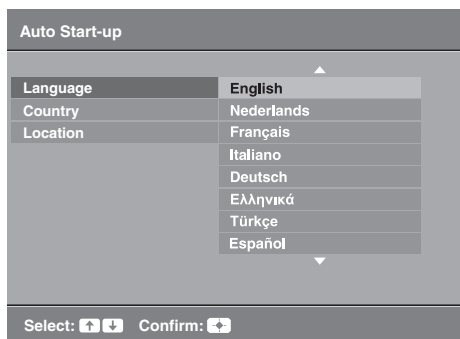 Auto Start-up
Language
English
Country
Nederlands
Location
Français
Italiano
Deutsch
Ελληνικά
Türkçe
Español
Select: Confirm: